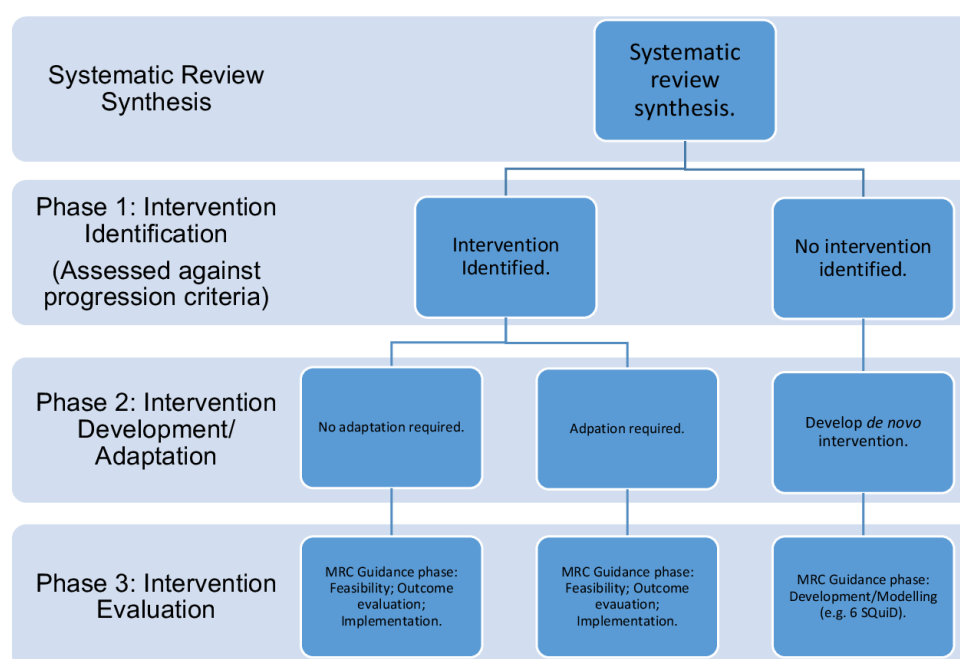 Systematic Review
Synthesis
Systematic
review
synthesis.
Phase 1: Intervention
Identification
(Assessed against
progression criteria)
Intervention
Identified.
No intervention
identified.
Phase 2: Intervention
Development/
Adaptation
No adaptation required.
Adpation required.
Develop de novo
intervention.
Phase 3: Intervention
Evaluation
MRC Guidance phase:
Feasibility; Outcome
evaluation;
Implementation.
MRC Guidance phase:
Feasibility; Outcome
evauation;
Implementation.
MRC Guidance phase:
Development/Modelling
(e.g. 6 SQuiD).